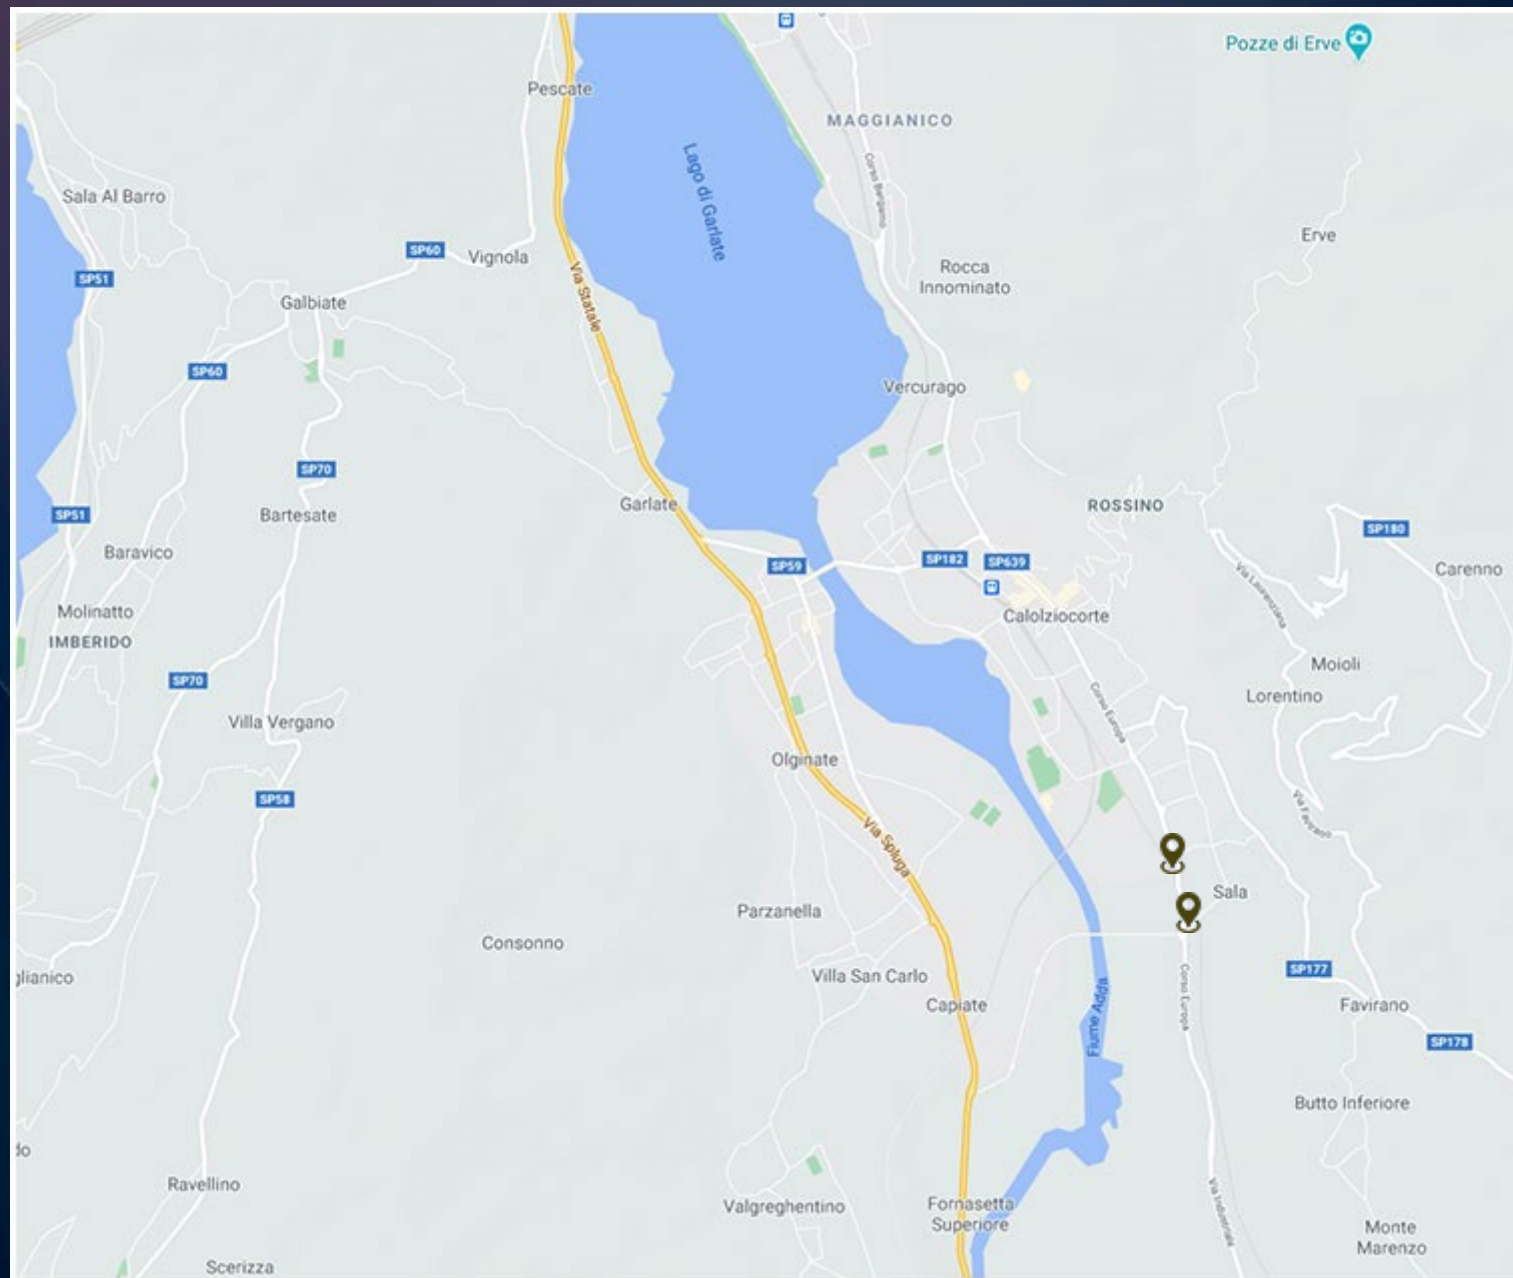 Pozze di Erve
Pescate
MAGGIANICO
Lago di Garlate
Corso Bergamo
Sala Al Barro
Erve
SP60
Vignola
SP51
Rocca
Innominato
Via Statale
Galbiate
SP60
Vercurago
SP70
Garlate
ROSSINO
SP51
Bartesate
SP180
Baravico
SP59
SP182
SP639
Carenno
Via Laurenziana
Molinatto
Calolziocorte
IMBERIDO
Moioli
SP70
Lorentino
Corso Europa
Villa Vergano
Olginate
SP58
Via Favirano
Via Spluga
Sala
Parzanella
Consonno
glianico
Villa San Carlo
SP177
Capiate
Corso Europa
Favirano
Fiume Adda
SP178
Butto Inferiore
do
Ravellino
Valgreghentino
Fornasetta
Superiore
Via Industriale
Monte
Marenzo
Scerizza